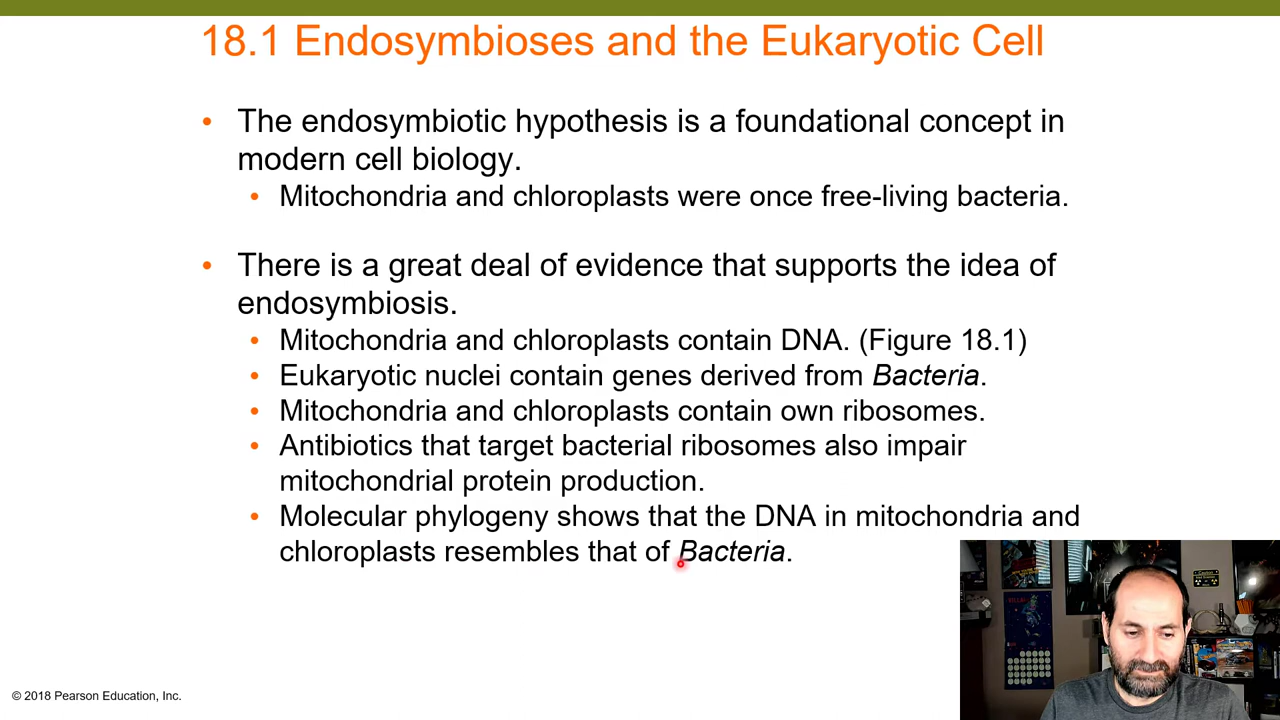 18.1 Endosymbioses and the Eukaryotic Cell
• The endosymbiotic hypothesis is a foundational concept in
modern cell biology.
• Mitochondria and chloroplasts were once free-living bacteria.
• There is a great deal of evidence that supports the idea of
endosymbiosis.
• Mitochondria and chloroplasts contain DNA. (Figure 18.1)
• Eukaryotic nuclei contain genes derived from Bacteria.
• Mitochondria and chloroplasts contain own ribosomes.
• Antibiotics that target bacterial ribosomes also impair
mitochondrial protein production.
• Molecular phylogeny shows that the DNA in mitochondria and
chloroplasts resembles that of Bacteria.
© 2018 Pearson Education, Inc.